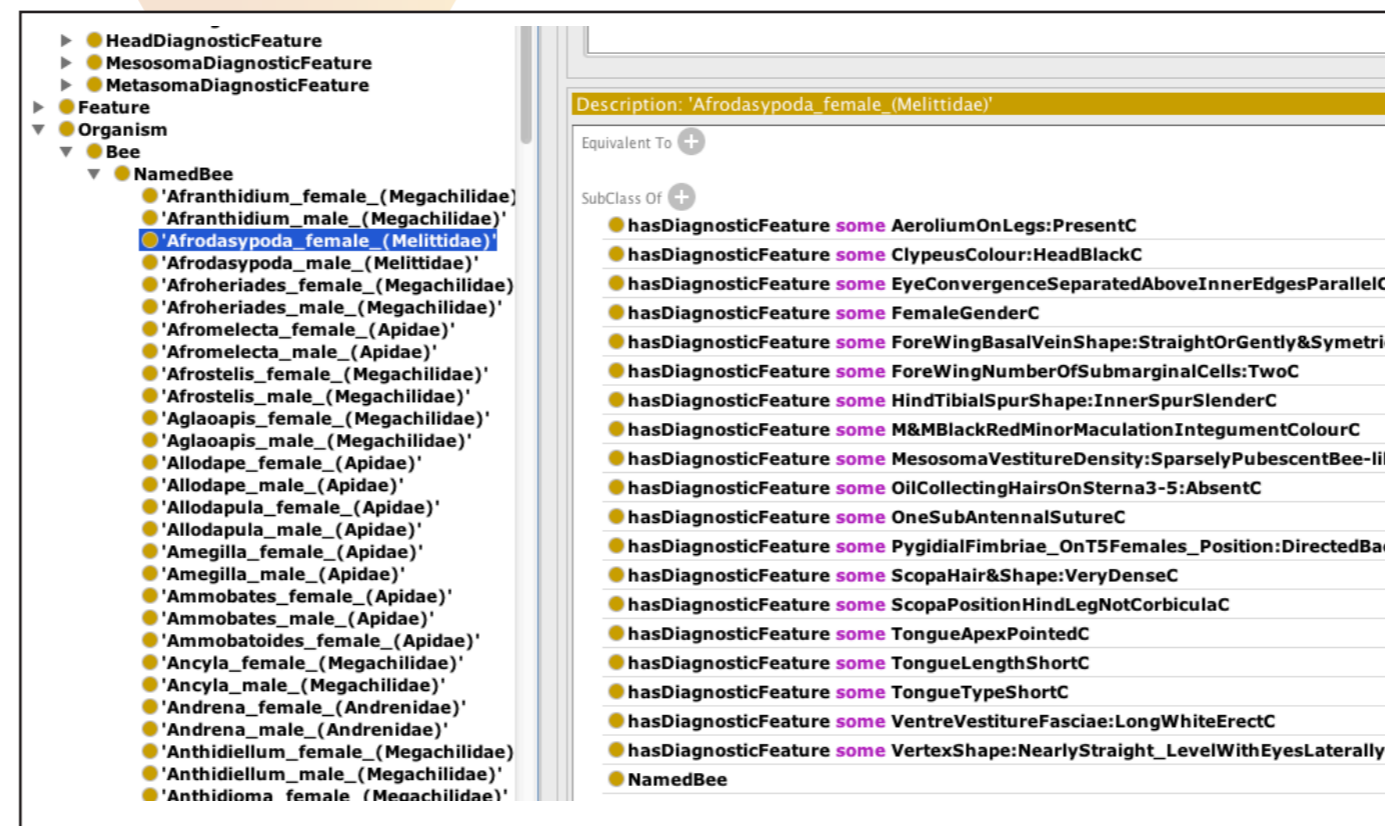 HeadDiagnosticFeature
MesosomaDiagnosticFeature
MetasomaDiagnosticFeature
Feature
Organism
Bee
NamedBee
'Afranthidium_female_(Megachilidae)
'Afranthidium_male_(Megachilidae)'
'Afrodasypoda_female_(Melittidae)'
'Afrodasypoda_male_(Melittidae)'
'Afroheriades_female_(Megachilidae)
'Afroheriades_male_(Megachilidae)'
'Afromelecta_female_(Apidae)'
'Afromelecta_male_(Apidae)'
'Afrostelis_female_(Megachilidae)'
'Afrostelis_male_(Megachilidae)'
'Aglaoapis_female_(Megachilidae)'
'Aglaoapis_male_(Megachilidae)'
'Allodape_female_(Apidae)'
'Allodape_male_(Apidae)'
'Allodapula_female_(Apidae)'
'Allodapula_male_(Apidae)'
'Amegilla_female_(Apidae)'
'Amegilla_male_(Apidae)'
'Ammobates_female_(Apidae)'
'Ammobates_male_(Apidae)'
'Ammobatoides_female_(Apidae)'
'Ancyla_female_(Megachilidae)'
'Ancyla_male_(Megachilidae)'
'Andrena_female_(Andrenidae)'
'Andrena_male_(Andrenidae)'
'Anthidiellum_female_(Megachilidae)
'Anthidiellum_male_(Megachilidae)'
'Anthidioma_female_(Megachilidae)'
Description: 'Afrodasypoda_female_(Melittidae)'
Equivalent To
SubClass Of
hasDiagnosticFeature some AeroliumOnLegs:PresentC
hasDiagnosticFeature some ClypeusColour:HeadBlackC
hasDiagnosticFeature some EyeConvergenceSeparatedAboveInnerEdgesParallelC
hasDiagnosticFeature some FemaleGenderC
hasDiagnosticFeature some ForeWingBasalVeinShape:StraightOrGently&Symetri
hasDiagnosticFeature some ForeWingNumberOfSubmarginalCells:TwoC
hasDiagnosticFeature some HindTibialSpurShape:InnerSpurSlenderC
hasDiagnosticFeature some M&MBlackRedMinorMaculationIntegumentColourC
hasDiagnosticFeature some MesosomaVestitureDensity:SparselyPubescentBee-li
hasDiagnosticFeature some OilCollectingHairsOnSterna3-5:AbsentC
hasDiagnosticFeature some OneSubAntennalSutureC
hasDiagnosticFeature some PygidialFimbriae_OnT5Females_Position:DirectedBa
hasDiagnosticFeature some ScopaHair&Shape:VeryDenseC
hasDiagnosticFeature some ScopaPositionHindLegNotCorbiculaC
hasDiagnosticFeature some TongueApexPointedC
hasDiagnosticFeature some TongueLengthShortC
hasDiagnosticFeature some TongueTypeShortC
hasDiagnosticFeature some VentreVestitureFasciae:LongWhiteErectC
hasDiagnosticFeature some VertexShape:NearlyStraight_LevelWithEyesLaterally
NamedBee